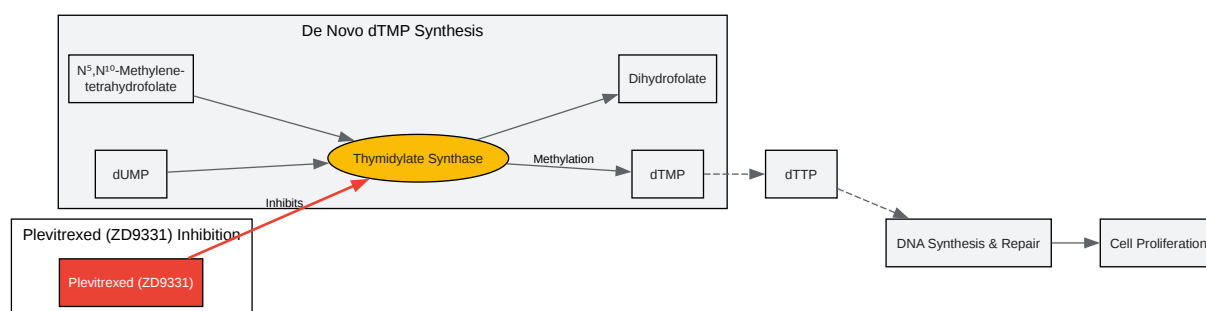 De Novo dTMP Synthesis
N⁵,N¹⁰-Methylene-
tetrahydrofolate
Dihydrofolate
Thymidylate Synthase
Methylation
dUMP
dTMP
dTTP
Inhibits
Plevitrexed (ZD9331) Inhibition
Plevitrexed (ZD9331)
DNA Synthesis & Repair
Cell Proliferation